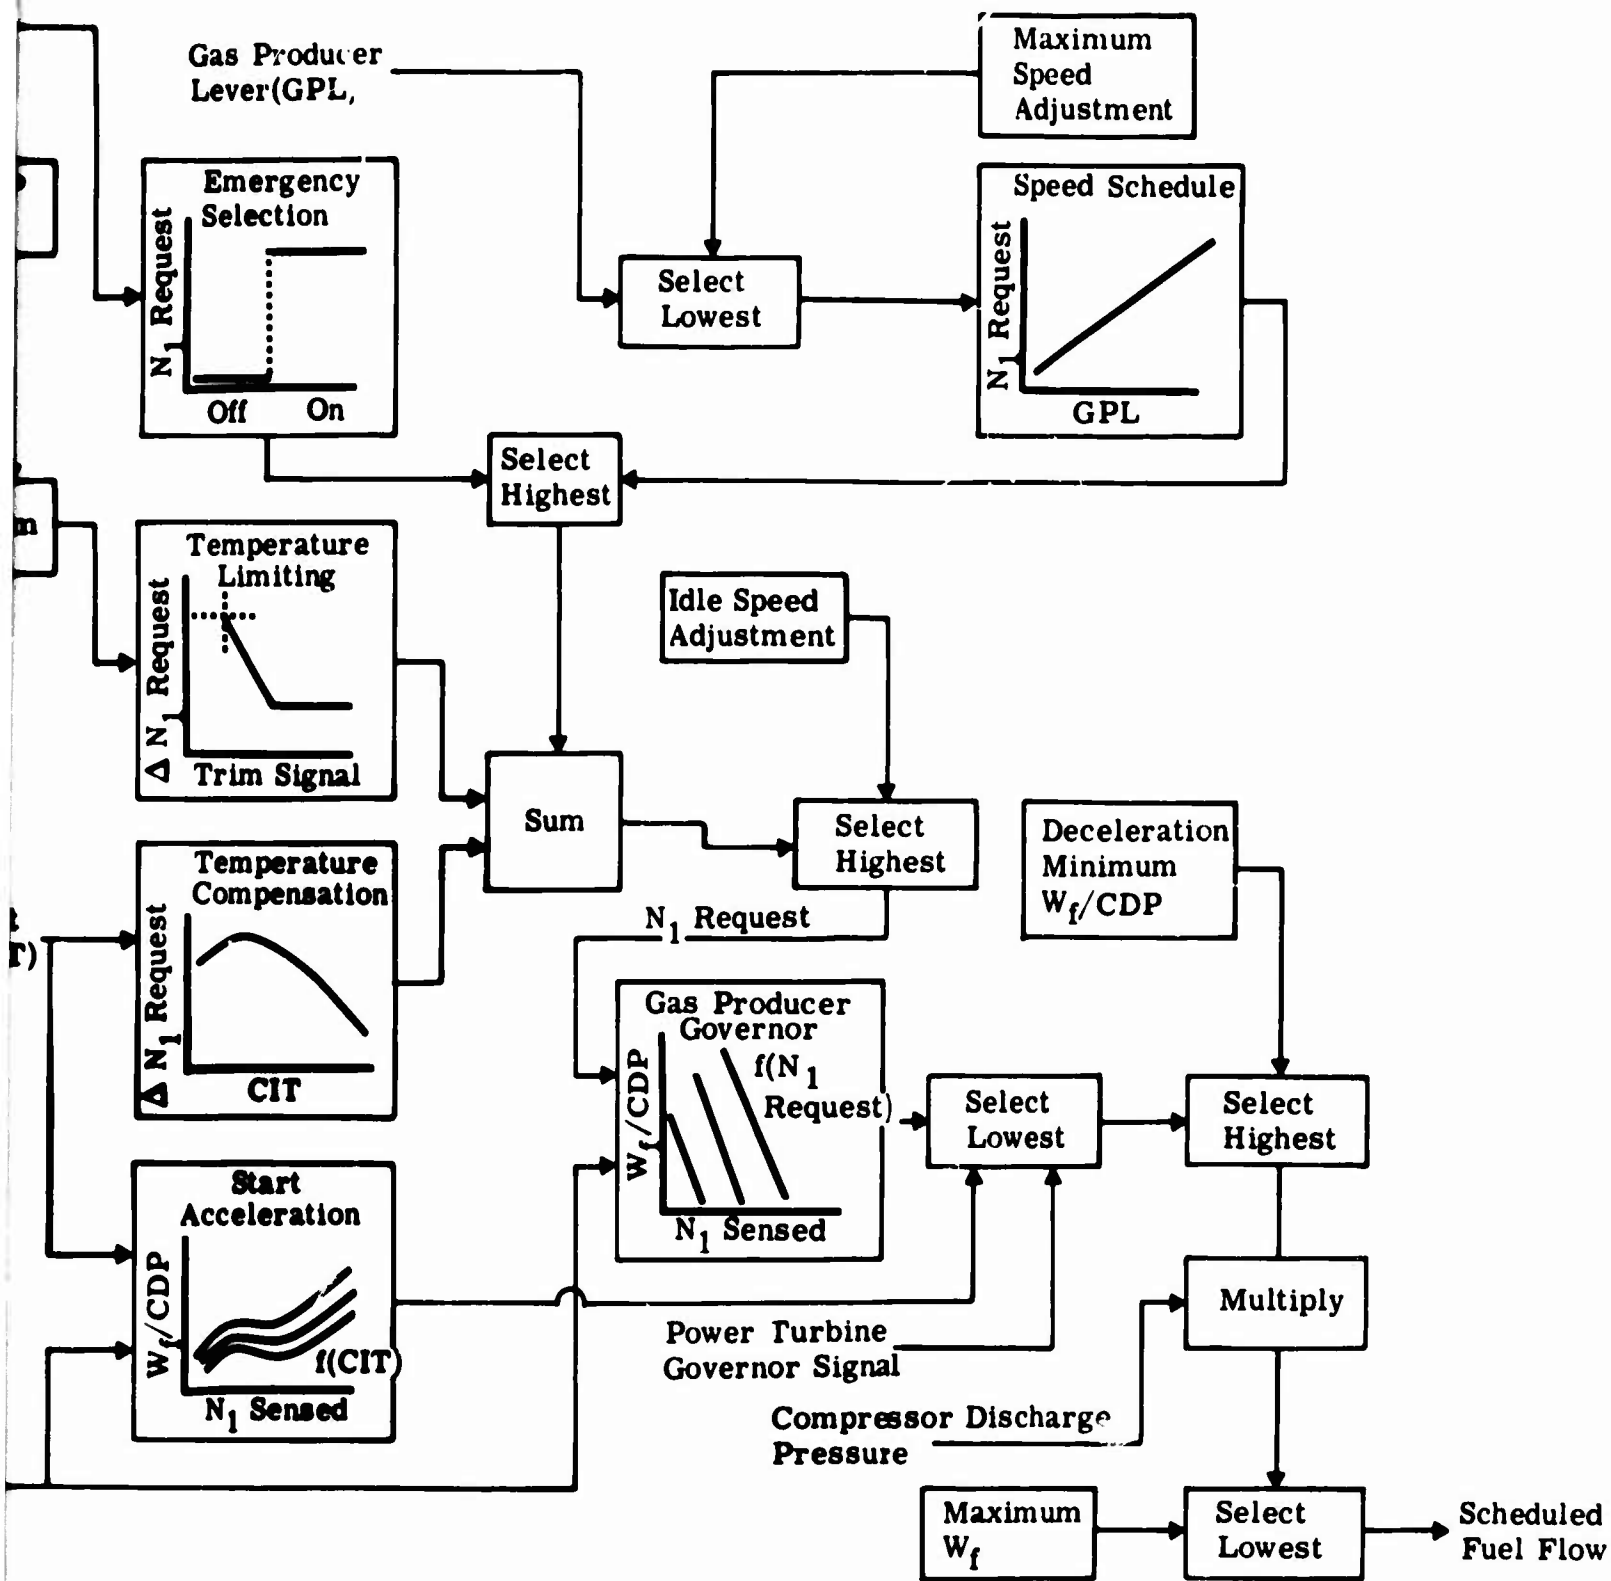 Gas Producer
Lever(GPL,
Maximum
Speed
Adjustment
Emergency
Selection
N1 Request
Off On
Select
Lowest
Speed Schedule
N1 Request
GPL
Select
Highest
m
Temperature
Limiting
Δ N1 Request
Trim Signal
Idle Speed
Adjustment
Sum
Select
Highest
Deceleration
Minimum
Wf/CDP
Temperature
Compensation
Δ N1 Request
CIT
t
T)
N1 Request
Gas Producer
Governor
f(N1
Request)
Wf/CDP
N1 Sensed
Select
Lowest
Select
Highest
Start
Acceleration
Wf/CDP
f(CIT)
N1 Sensed
Multiply
Power Turbine
Governor Signal
Compressor Discharge
Pressure
Maximum
Wf
Select
Lowest
Scheduled
Fuel Flow